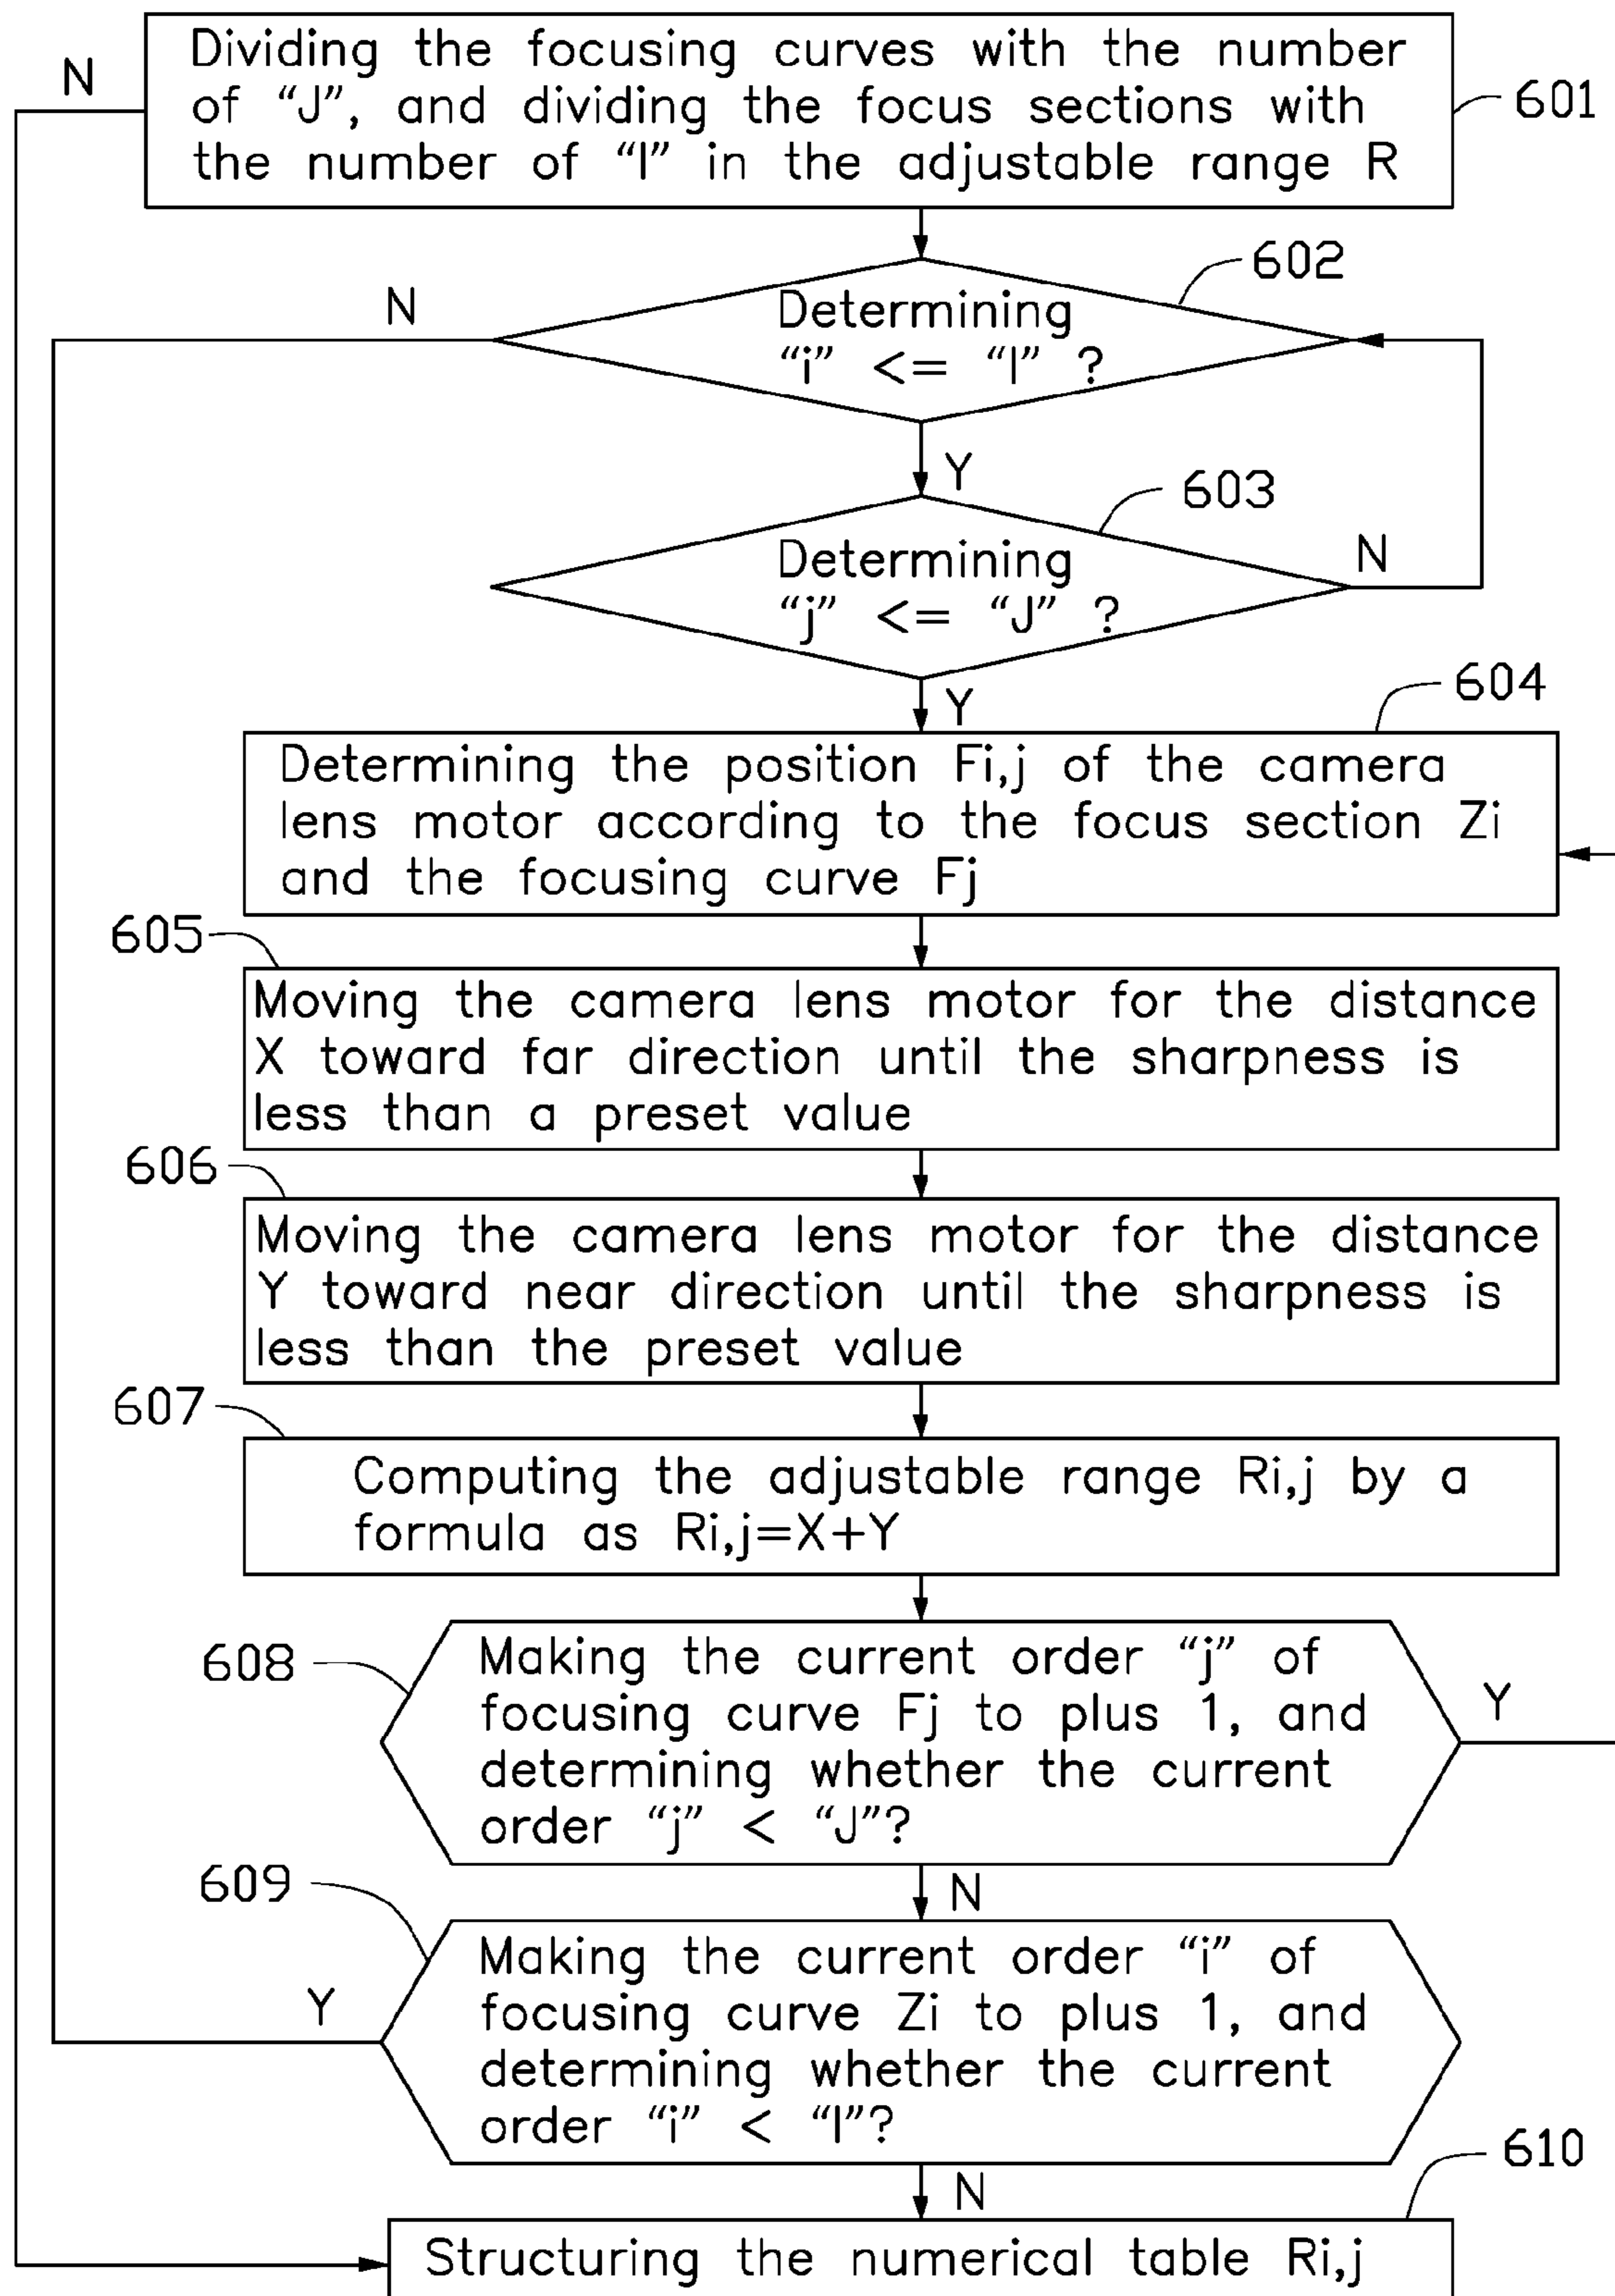 N
Dividing the focusing curves with the number
of “J”, and dividing the focus sections with
the number of “I” in the adjustable range R
601
602
N
Determining
“i” <= “I” ?
Y
603
Determining
“j” <= “J” ?
N
Y
604
Determining the position Fi,j of the camera
lens motor according to the focus section Zi
and the focusing curve Fj
605
Moving the camera lens motor for the distance
X toward far direction until the sharpness is
less than a preset value
606
Moving the camera lens motor for the distance
Y toward near direction until the sharpness is
less than the preset value
607
Computing the adjustable range Ri,j by a
formula as Ri,j=X+Y
608
Making the current order “j” of
focusing curve Fj to plus 1, and
determining whether the current
order “j” < “J”?
Y
N
609
Making the current order “i” of
focusing curve Zi to plus 1, and
determining whether the current
order “i” < “I”?
Y
N
610
Structuring the numerical table Ri,j